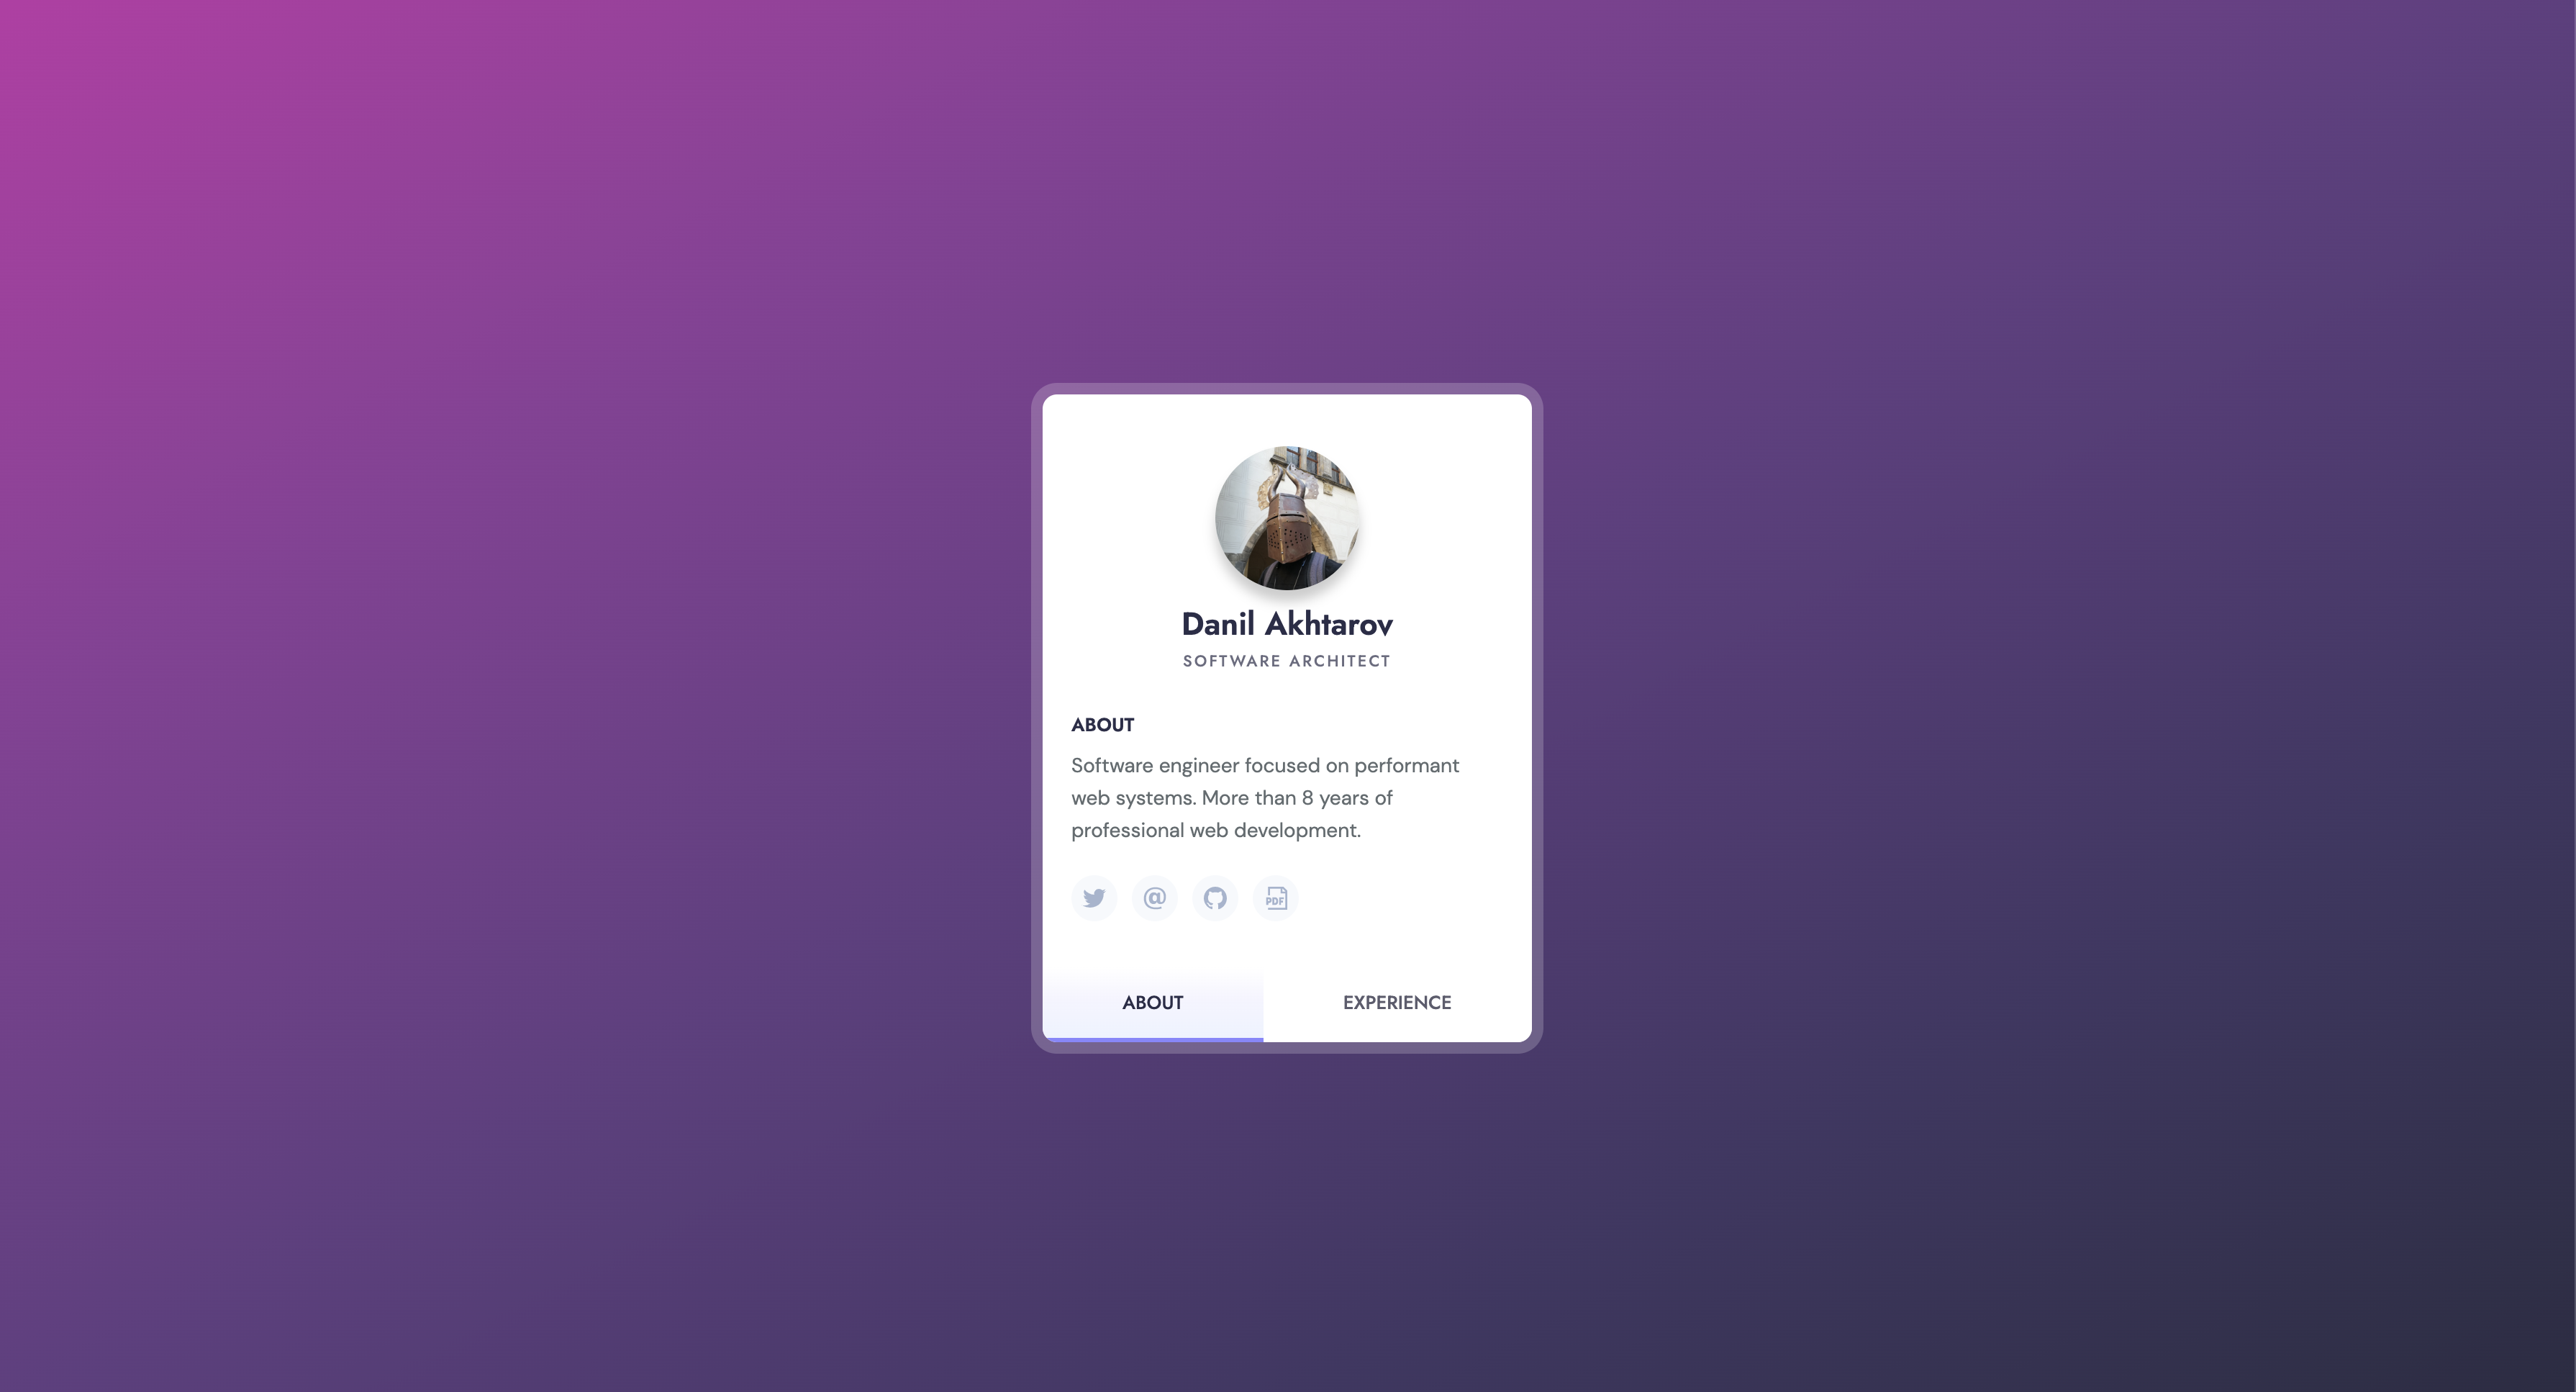 Danil Akhtarov
SOFTWARE ARCHITECT
ABOUT
Software engineer focused on performant
web systems. More than 8 years of
professional web development.
@
PDF
ABOUT
EXPERIENCE